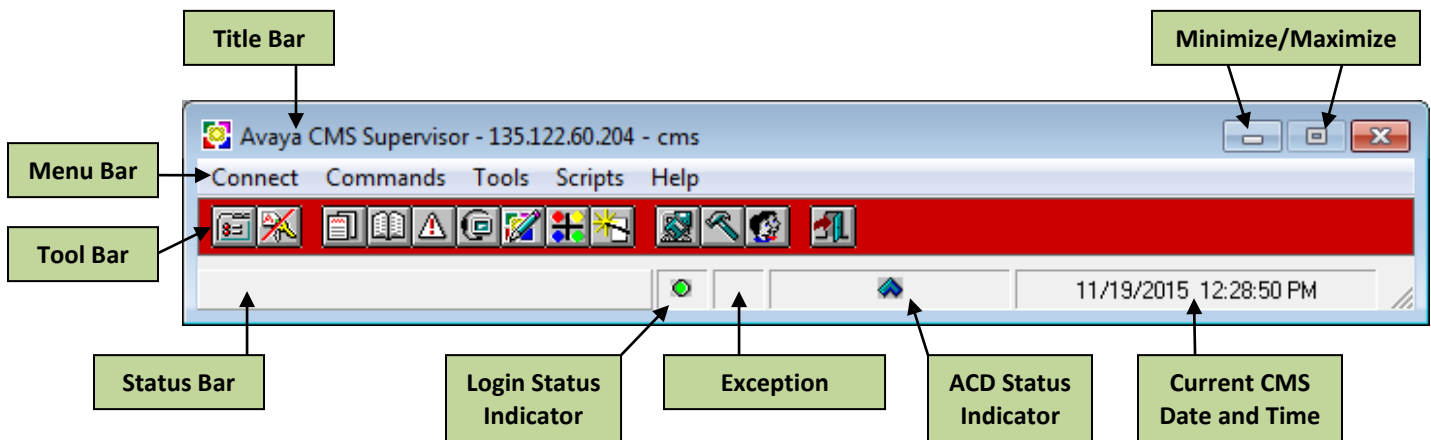 Title Bar
Minimize/Maximize
Avaya CMS Supervisor - 135.122.60.204 - cms
Menu Bar
Connect Commands Tools Scripts Help
Tool Bar
11/19/2015 12:28:50 PM
Status Bar
Login Status
Indicator
Exception
ACD Status
Indicator
Current CMS
Date and Time